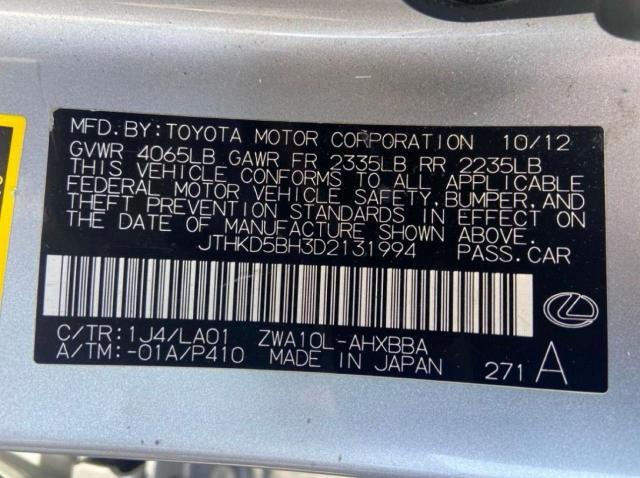 MFD. BY: TOYOTA MOTOR CORPORATION 10/12
GVWR 4065LB GAWR FR 2335LB RR 2235LB
THIS VEHICLE CONFORMS TO ALL APPLICABLE
FEDERAL MOTOR VEHICLE SAFETY, BUMPER, AND
THEFT PREVENTION STANDARDS IN EFFECT ON
THE DATE OF MANUFACTURE SHOWN ABOVE.
JTHKD5BH3D2131994 PASS. CAR
C/TR: 1J4/LA01 ZWA10L-AHXBBA
A/TM: -01A/P410 MADE IN JAPAN 271 A